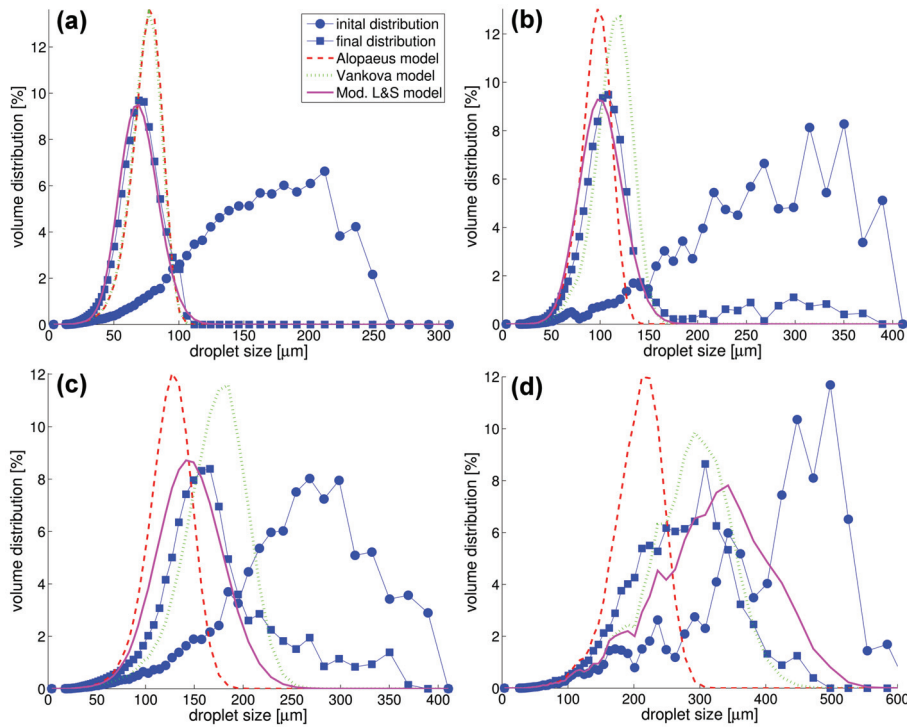 (a)
inital distribution
final distribution
Alopaeus model
Vankova model
Mod. L&S model
volume distribution [%]
0 2 4 6 8 10 12
0 50 100 150 200 250 300
droplet size [μm]
(b)
volume distribution [%]
0 2 4 6 8 10 12
0 100 200 300 400
droplet size [μm]
(c)
volume distribution [%]
0 2 4 6 8 10 12
0 50 100 150 200 250 300 350 400
droplet size [μm]
(d)
volume distribution [%]
0 2 4 6 8 10 12
0 100 200 300 400 500 600
droplet size [μm]